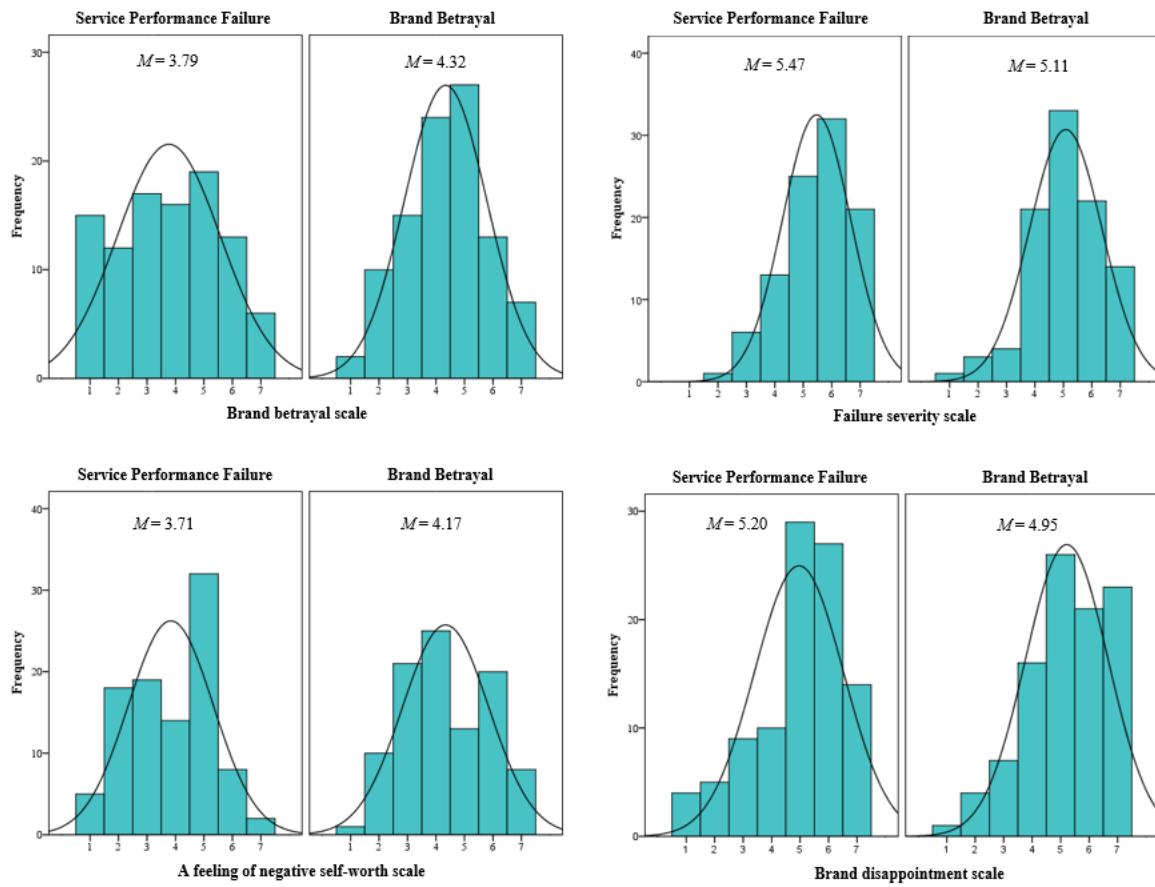 Service Performance Failure
Brand Betrayal
M = 3.79
M = 4.32
Frequency
30
20
10
0
1 2 3 4 5 6 7
1 2 3 4 5 6 7
Brand betrayal scale
Service Performance Failure
Brand Betrayal
M = 5.47
M = 5.11
Frequency
40
30
20
10
0
1 2 3 4 5 6 7
1 2 3 4 5 6 7
Failure severity scale
Service Performance Failure
Brand Betrayal
M = 3.71
M = 4.17
Frequency
40
30
20
10
0
1 2 3 4 5 6 7
1 2 3 4 5 6 7
A feeling of negative self-worth scale
Service Performance Failure
Brand Betrayal
M = 5.20
M = 4.95
Frequency
30
20
10
0
1 2 3 4 5 6 7
1 2 3 4 5 6 7
Brand disappointment scale